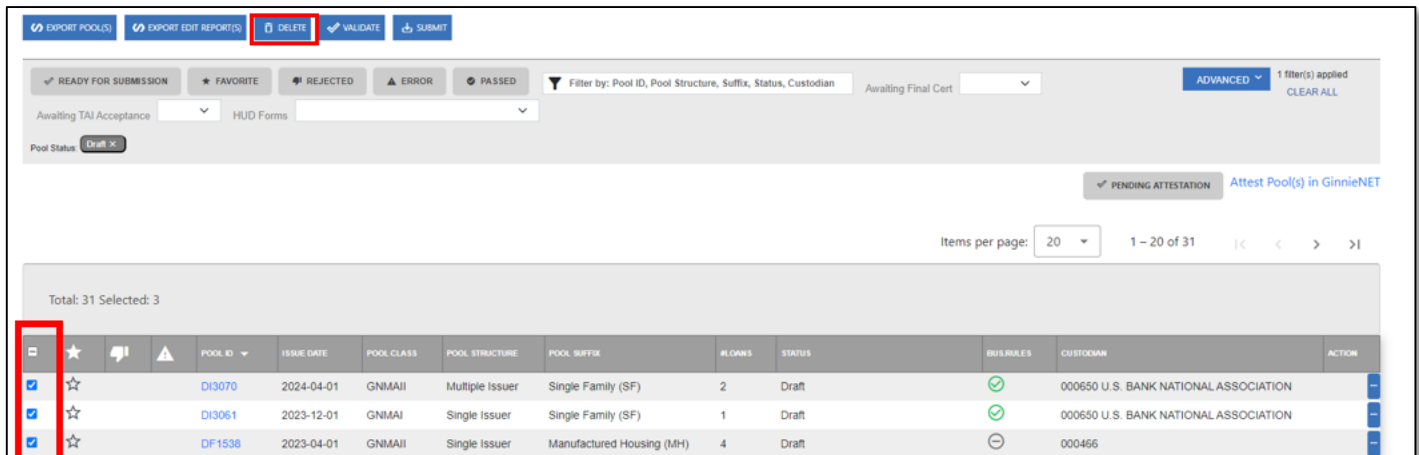 EXPORT POOL(S) EXPORT EDIT REPORT(S) DELETE VALIDATE SUBMIT
READY FOR SUBMISSION FAVORITE REJECTED ERROR PASSED Filter by: Pool ID, Pool Structure, Suffix, Status, Custodian Awaiting Final Cert ADVANCED 1 filter(s) applied
CLEAR ALL
Awaiting TAI Acceptance HUD Forms
Pool Status: Draft ×
PENDING ATTESTATION Attest Pool(s) in GinnieNET
Items per page: 20 1 – 20 of 31
Total: 31 Selected: 3
POOL ID ISSUE DATE POOL CLASS POOL STRUCTURE POOL SUFFIX #LOANS STATUS BUS.RULES CUSTODIAN ACTION
DI3070 2024-04-01 GNMAII Multiple Issuer Single Family (SF) 2 Draft 000650 U.S. BANK NATIONAL ASSOCIATION
DI3061 2023-12-01 GNMAI Single Issuer Single Family (SF) 1 Draft 000650 U.S. BANK NATIONAL ASSOCIATION
DF1538 2023-04-01 GNMAII Single Issuer Manufactured Housing (MH) 4 Draft 000466